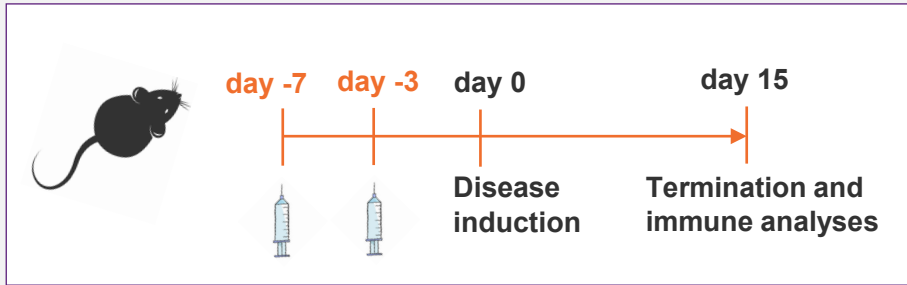 day -7 day -3 day 0 day 15
Disease
induction
Termination and
immune analyses